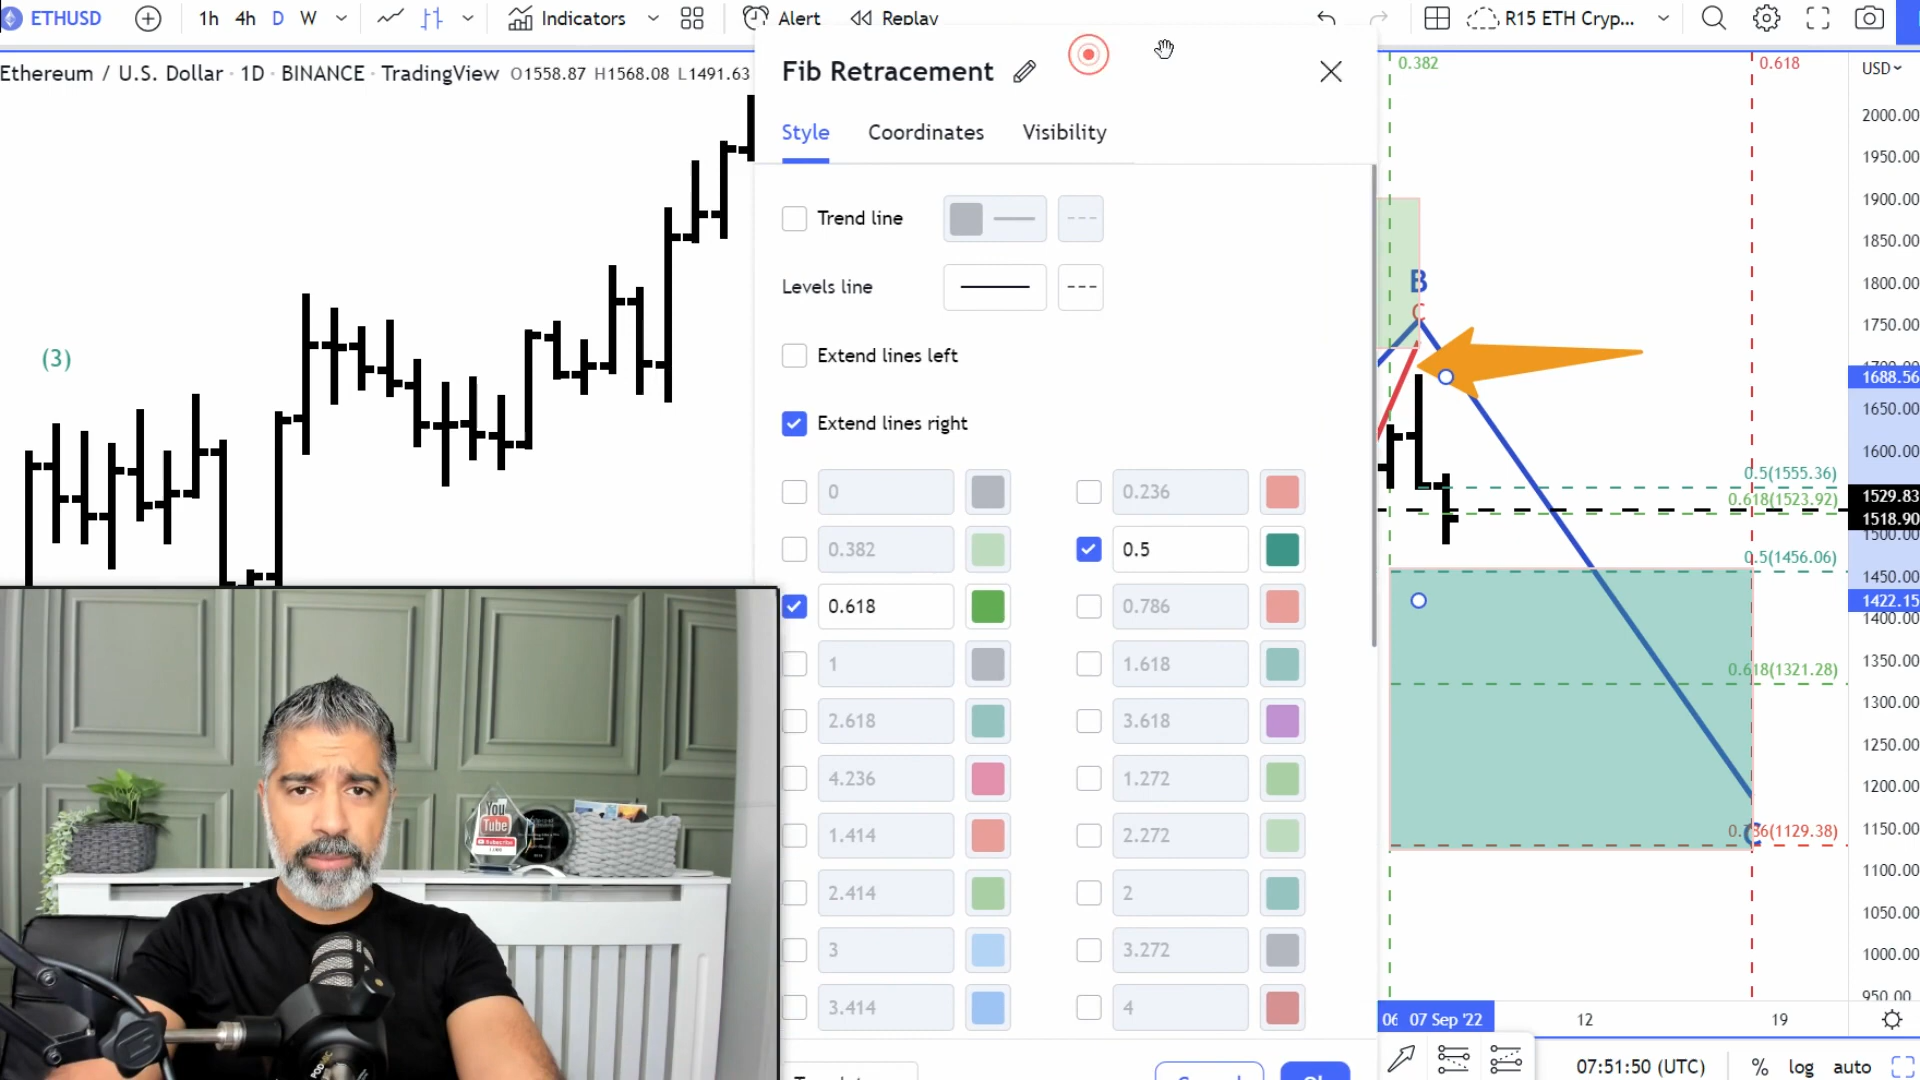 ETHUSD
1h 4h D W
Indicators
Alert
Replay
R15 ETH Cryp...
Ethereum / U.S. Dollar · 1D · BINANCE · TradingView O1558.87 H1568.08 L1491.63
Fib Retracement
Style Coordinates Visibility
Trend line
Levels line
Extend lines left
Extend lines right
0 0.236
0.382 0.5
0.618 0.786
1 1.618
2.618 3.618
4.236 1.272
1.414 2.272
2.414 2
3 3.272
3.414 4
(3)
You
Tube
Subscribe
0.382
0.618
B
C
0.5(1555.36)
0.618(1523.92)
0.5(1456.06)
0.618(1321.28)
USD
2000.00
1950.00
1900.00
1850.00
1800.00
1750.00
1688.56
1650.00
1600.00
1529.83
1518.90
1500.00
1450.00
1422.15
1400.00
1350.00
1300.00
1250.00
1200.00
1150.00
1100.00
1050.00
1000.00
950.00
07 Sep '22
12
19
07:51:50 (UTC)
% log auto